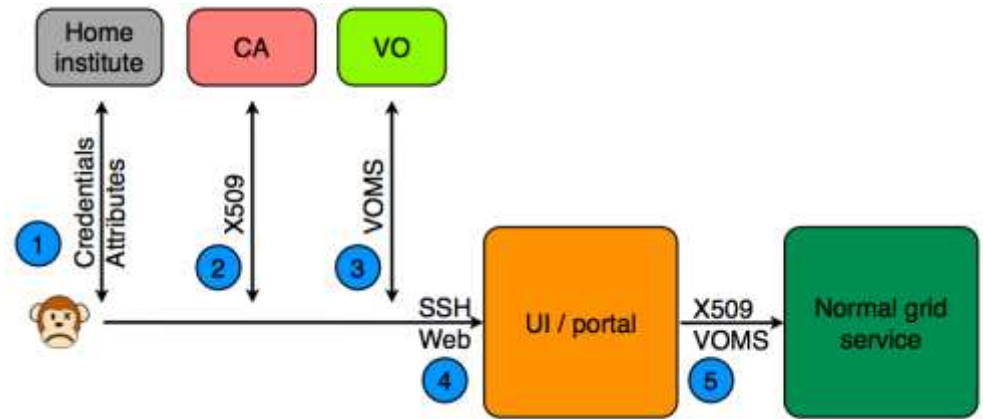 Home
institute
CA
VO
Credentials
Attributes
X509
VOMS
1
2
3
SSH
Web
UI / portal
X509
VOMS
Normal grid
service
4
5